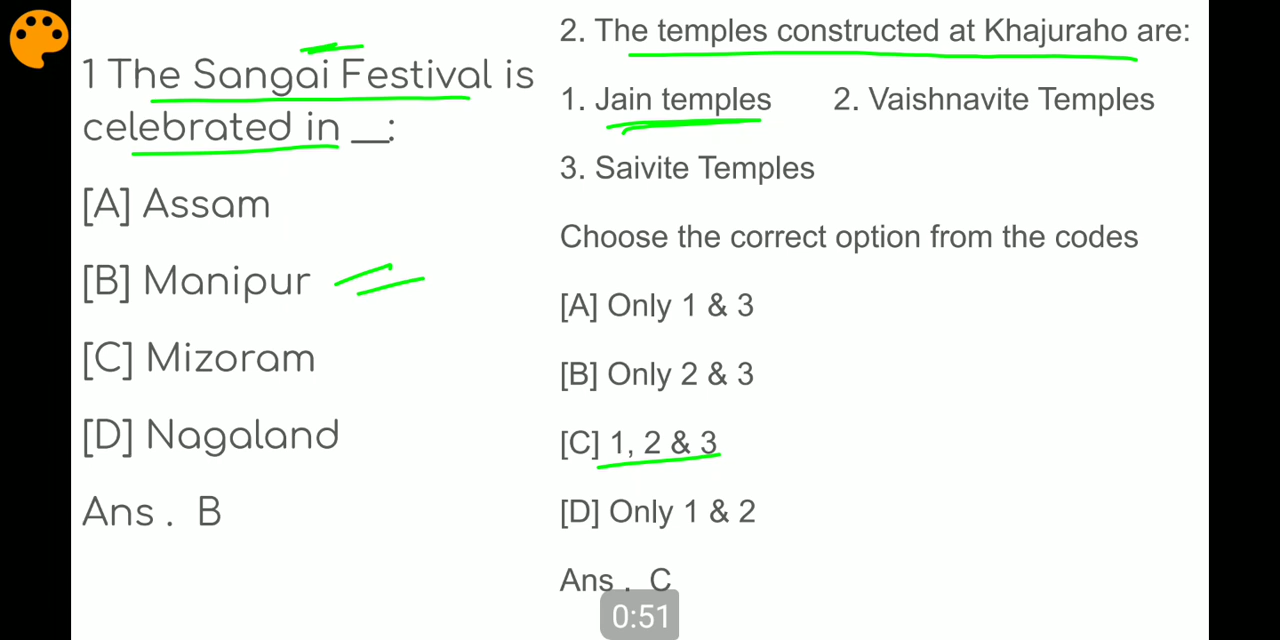 1 The Sangai Festival is
celebrated in __:
[A] Assam
[B] Manipur
[C] Mizoram
[D] Nagaland
Ans . B
2. The temples constructed at Khajuraho are:
1. Jain temples 2. Vaishnavite Temples
3. Saivite Temples
Choose the correct option from the codes
[A] Only 1 & 3
[B] Only 2 & 3
[C] 1, 2 & 3
[D] Only 1 & 2
Ans . C
0:51